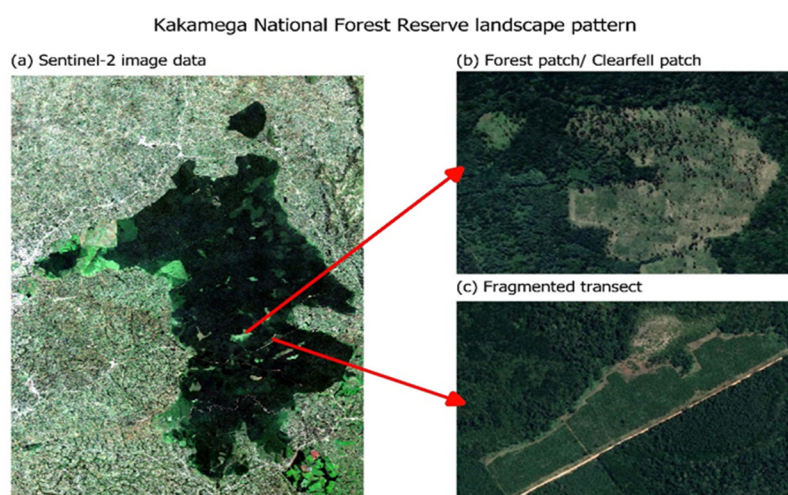 Kakamega National Forest Reserve landscape pattern
(a) Sentinel-2 image data
(b) Forest patch/ Clearfell patch
(c) Fragmented transect